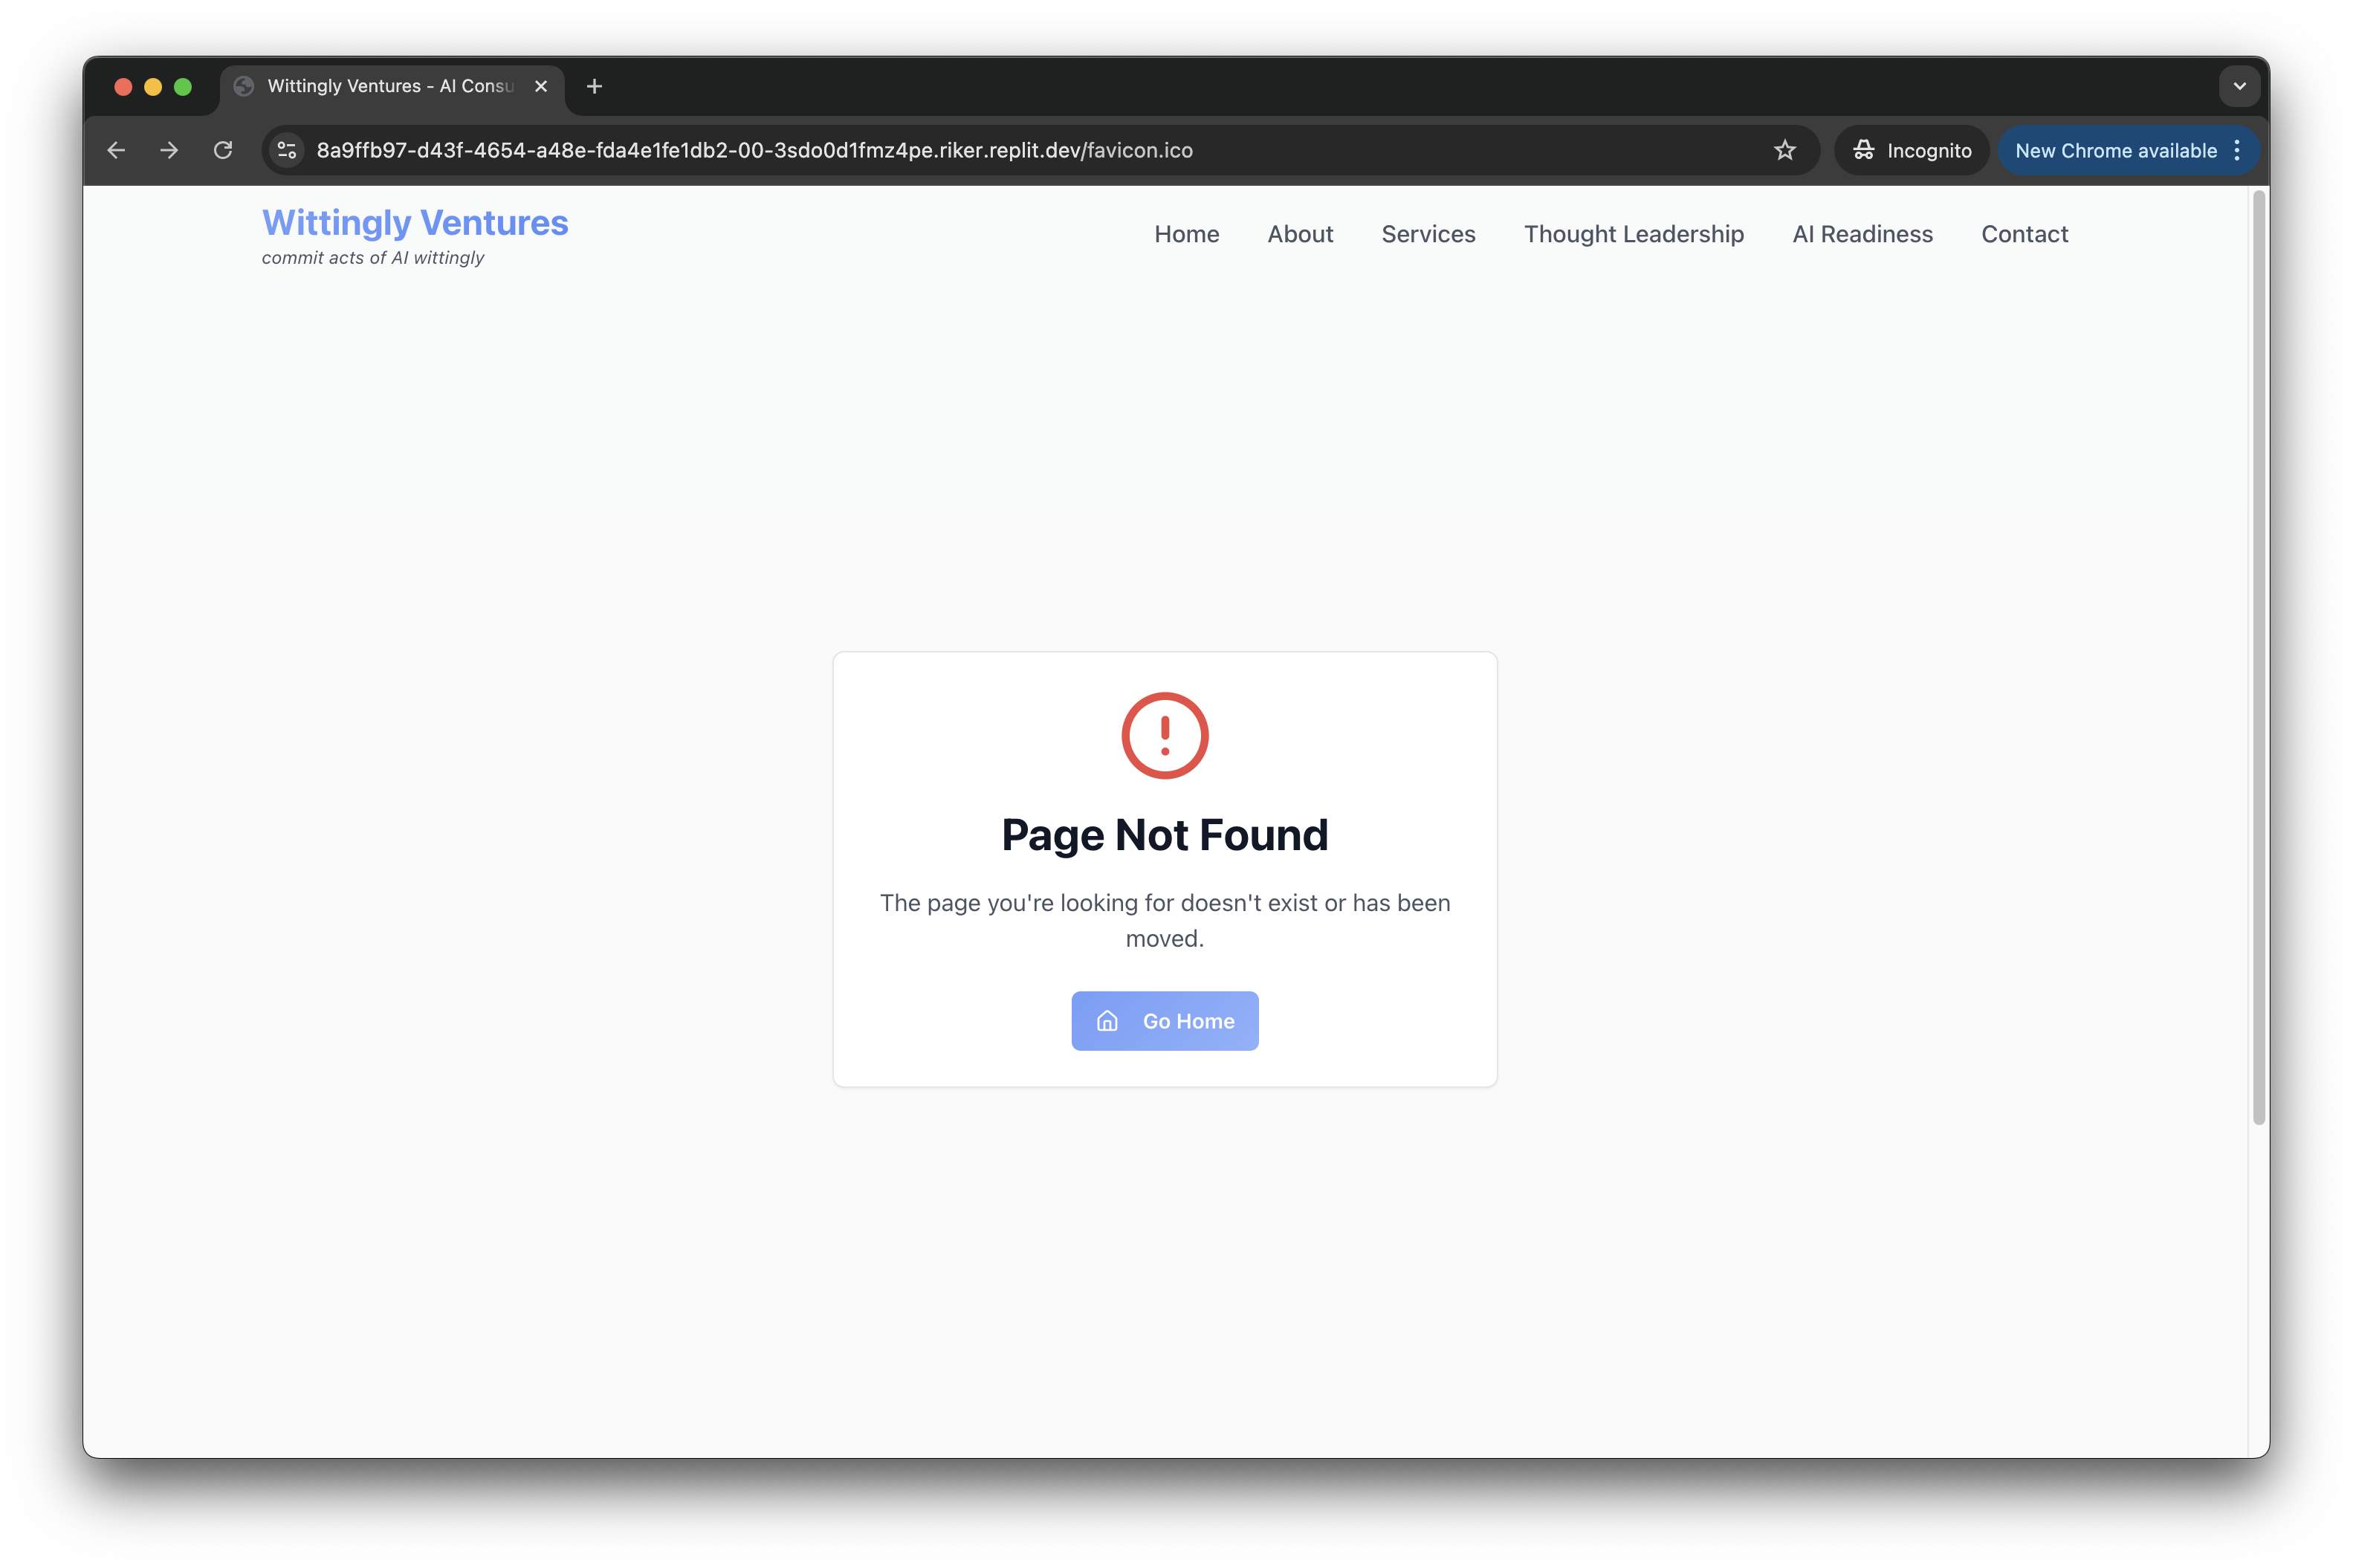 Wittingly Ventures - AI Consu
8a9ffb97-d43f-4654-a48e-fda4e1fe1db2-00-3sdo0d1fmz4pe.riker.replit.dev/favicon.ico
Incognito
New Chrome available
Wittingly Ventures
commit acts of AI wittingly
Home
About
Services
Thought Leadership
AI Readiness
Contact
Page Not Found
The page you're looking for doesn't exist or has been
moved.
Go Home